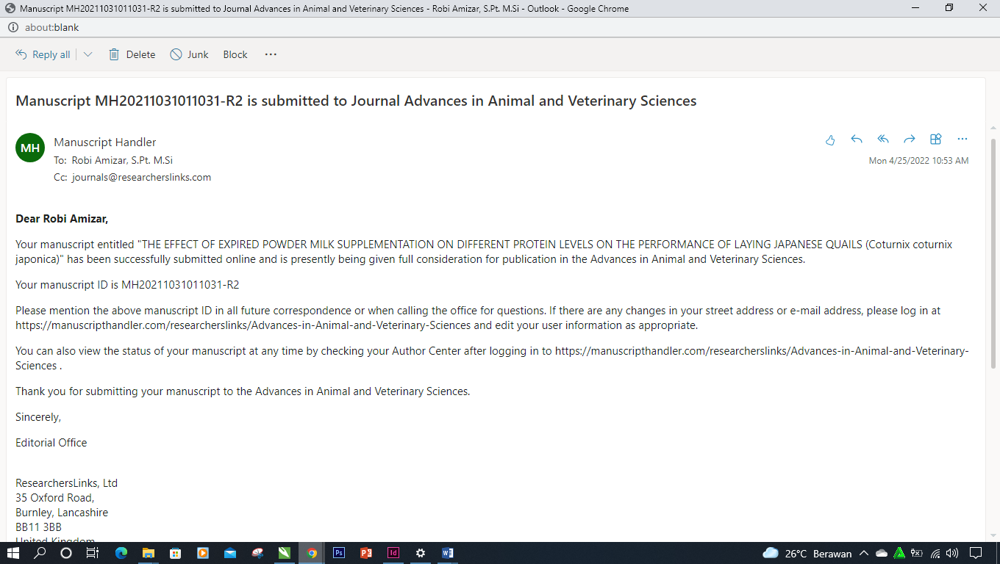 Manuscript MH20211031011031-R2 is submitted to Journal Advances in Animal and Veterinary Sciences - Robi Amizar, S.Pt. M.Si - Outlook - Google Chrome
about:blank
Reply all Delete Junk Block
Manuscript MH20211031011031-R2 is submitted to Journal Advances in Animal and Veterinary Sciences
MH
Manuscript Handler
To: Robi Amizar, S.Pt. M.Si
Cc: journals@researcherslinks.com
Mon 4/25/2022 10:53 AM
Dear Robi Amizar,
Your manuscript entitled "THE EFFECT OF EXPIRED POWDER MILK SUPPLEMENTATION ON DIFFERENT PROTEIN LEVELS ON THE PERFORMANCE OF LAYING JAPANESE QUAILS (Coturnix coturnix
japonica)" has been successfully submitted online and is presently being given full consideration for publication in the Advances in Animal and Veterinary Sciences.
Your manuscript ID is MH20211031011031-R2
Please mention the above manuscript ID in all future correspondence or when calling the office for questions. If there are any changes in your street address or e-mail address, please log in at
https://manuscripthandler.com/researcherslinks/Advances-in-Animal-and-Veterinary-Sciences and edit your user information as appropriate.
You can also view the status of your manuscript at any time by checking your Author Center after logging in to https://manuscripthandler.com/researcherslinks/Advances-in-Animal-and-Veterinary-
Sciences .
Thank you for submitting your manuscript to the Advances in Animal and Veterinary Sciences.
Sincerely,
Editorial Office
ResearchersLinks, Ltd
35 Oxford Road,
Burnley, Lancashire
BB11 3BB
United Kingdom
Ps
Id
26°C Berawan